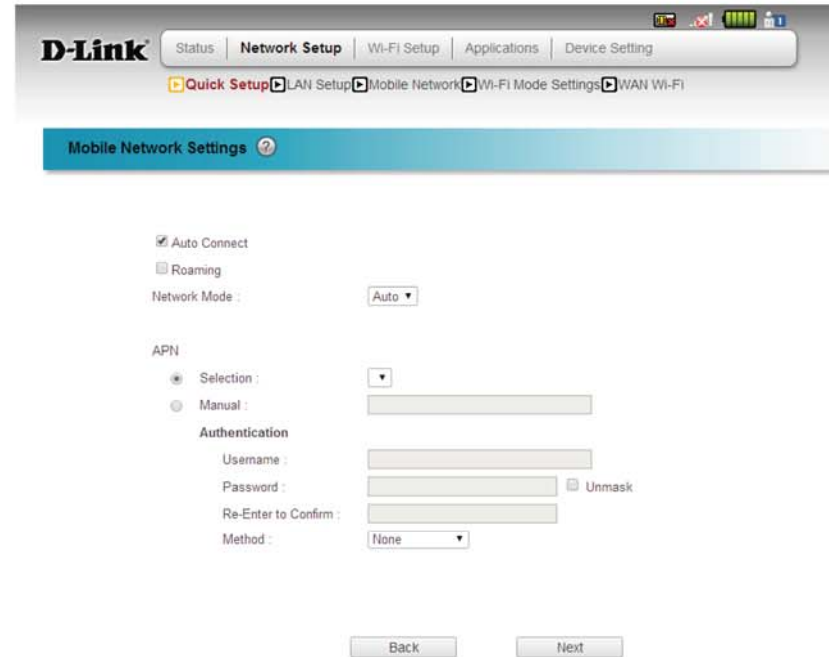 D-Link
Status | Network Setup | Wi-Fi Setup | Applications | Device Setting
Quick Setup LAN Setup Mobile Network Wi-Fi Mode Settings WAN Wi-Fi
Mobile Network Settings ?
Auto Connect
Roaming
Network Mode : Auto
APN
Selection :
Manual :
Authentication
Username :
Password : Unmask
Re-Enter to Confirm :
Method : None
Back Next